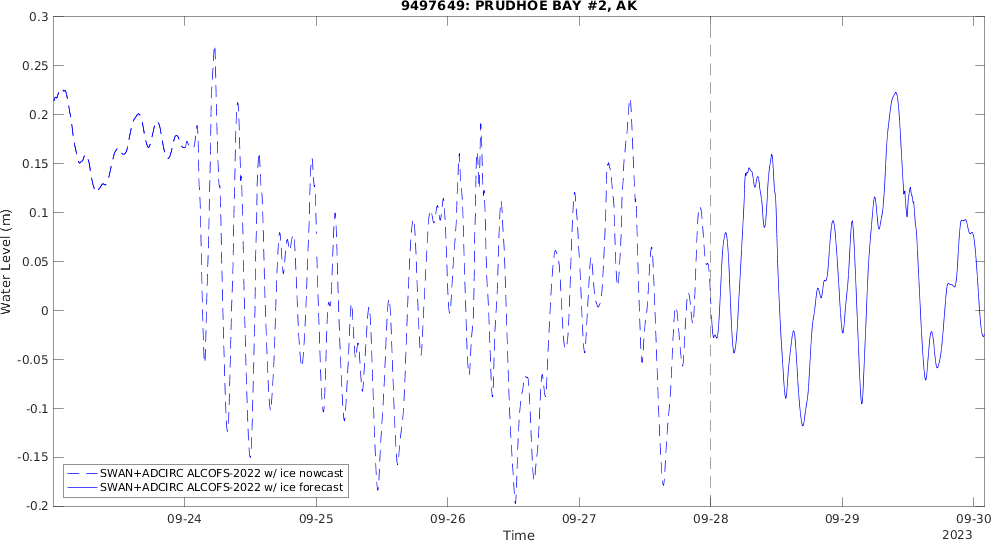 9497649: PRUDHOE BAY #2, AK
0.3
0.25
0.2
0.15
0.1
0.05
0
-0.05
-0.1
-0.15
-0.2
Water Level (m)
SWAN+ADCIRC ALCOFS-2022 w/ ice nowcast
SWAN+ADCIRC ALCOFS-2022 w/ ice forecast
09-24 09-25 09-26 09-27 09-28 09-29 09-30
Time
2023